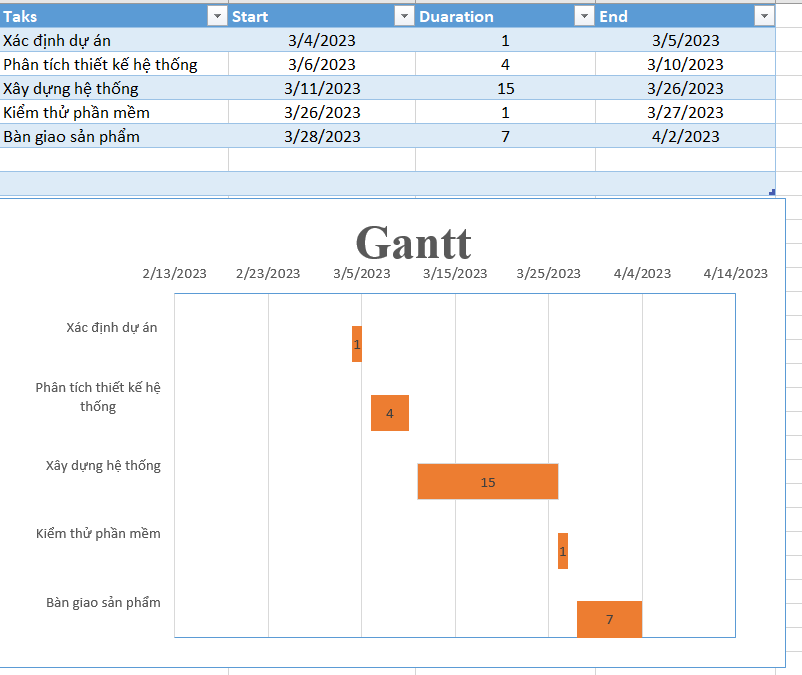 Taks Start Duaration End
Xác định dự án 3/4/2023 1 3/5/2023
Phân tích thiết kế hệ thống 3/6/2023 4 3/10/2023
Xây dựng hệ thống 3/11/2023 15 3/26/2023
Kiểm thử phần mềm 3/26/2023 1 3/27/2023
Bàn giao sản phẩm 3/28/2023 7 4/2/2023
Gantt
2/13/2023 2/23/2023 3/5/2023 3/15/2023 3/25/2023 4/4/2023 4/14/2023
Xác định dự án
1
Phân tích thiết kế hệ
thống
4
Xây dựng hệ thống
15
Kiểm thử phần mềm
1
Bàn giao sản phẩm
7